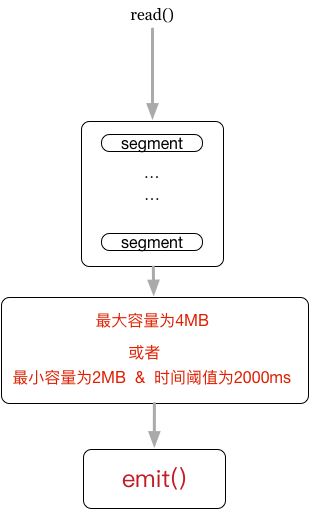 read()
segment
...
...
segment
最大容量为4MB
或者
最小容量为2MB & 时间阈值为2000ms
emit()